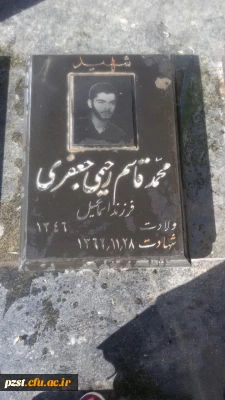 شهید
محمد قاسم رحیمی جعفری
فرزند اسماعیل
ولادت ۱۳۴۶
شهادت ۱۳۶۶،۱۱،۲۸
pzst.cfu.ac.ir